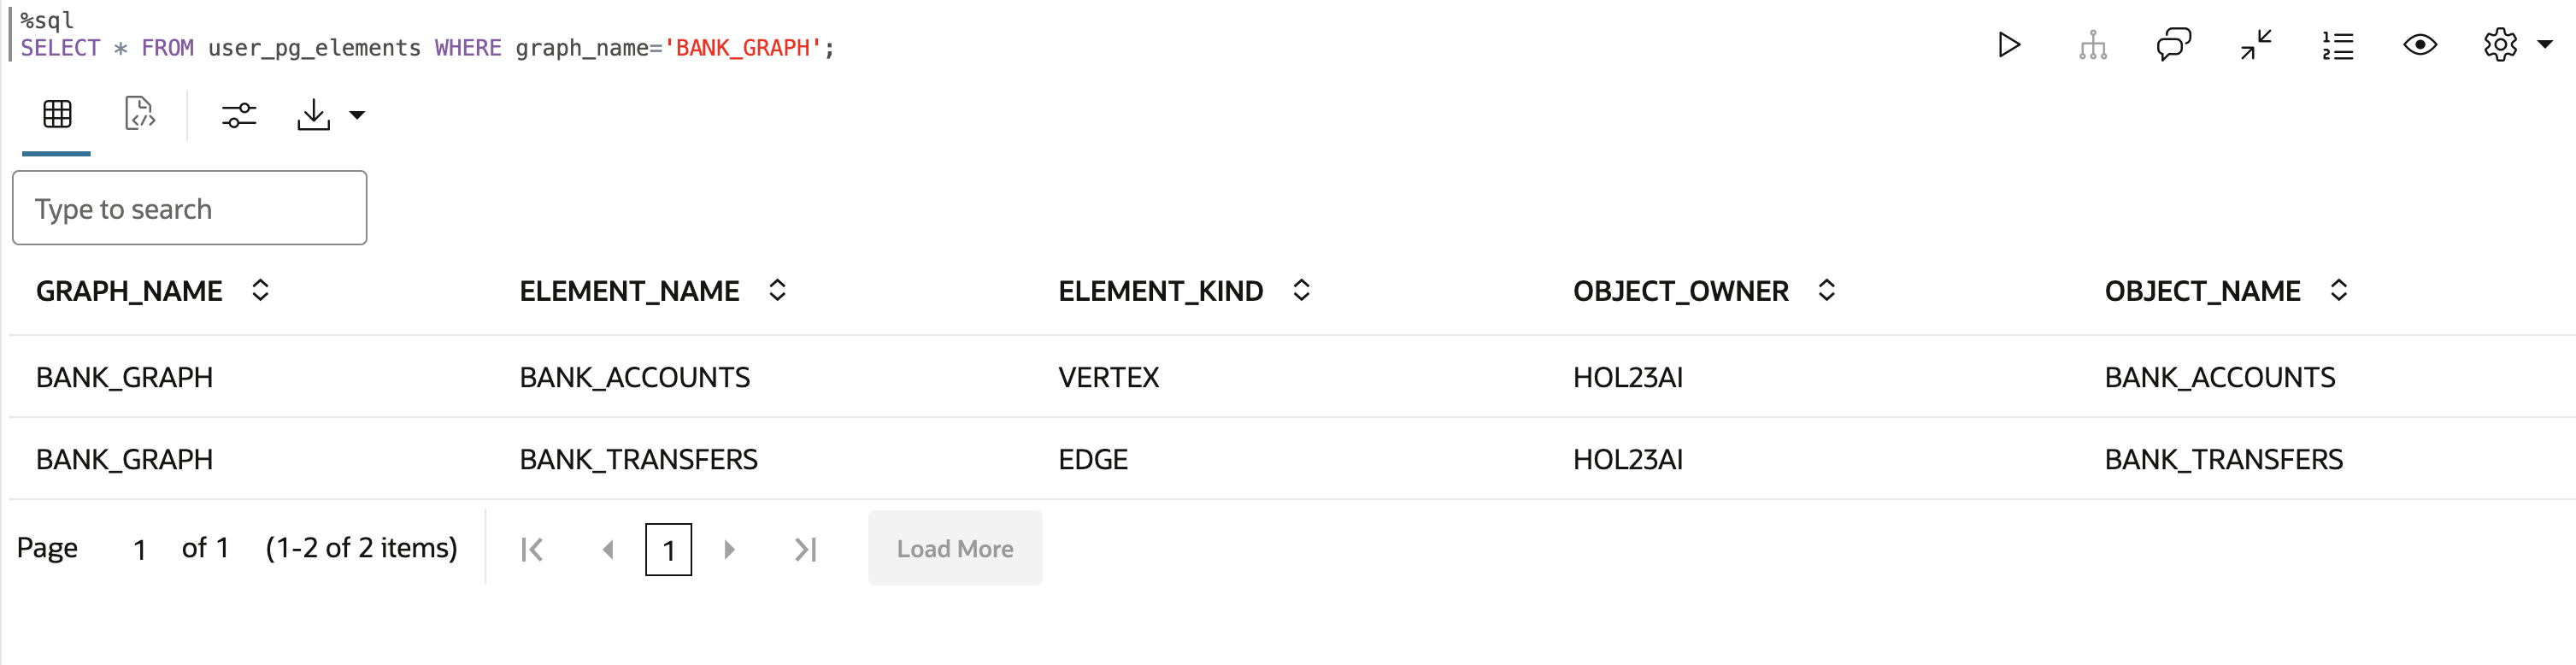 %sql
SELECT * FROM user_pg_elements WHERE graph_name='BANK_GRAPH';
Type to search
GRAPH_NAME ELEMENT_NAME ELEMENT_KIND OBJECT_OWNER OBJECT_NAME
BANK_GRAPH BANK_ACCOUNTS VERTEX HOL23AI BANK_ACCOUNTS
BANK_GRAPH BANK_TRANSFERS EDGE HOL23AI BANK_TRANSFERS
Page 1 of 1 (1-2 of 2 items) 1 Load More